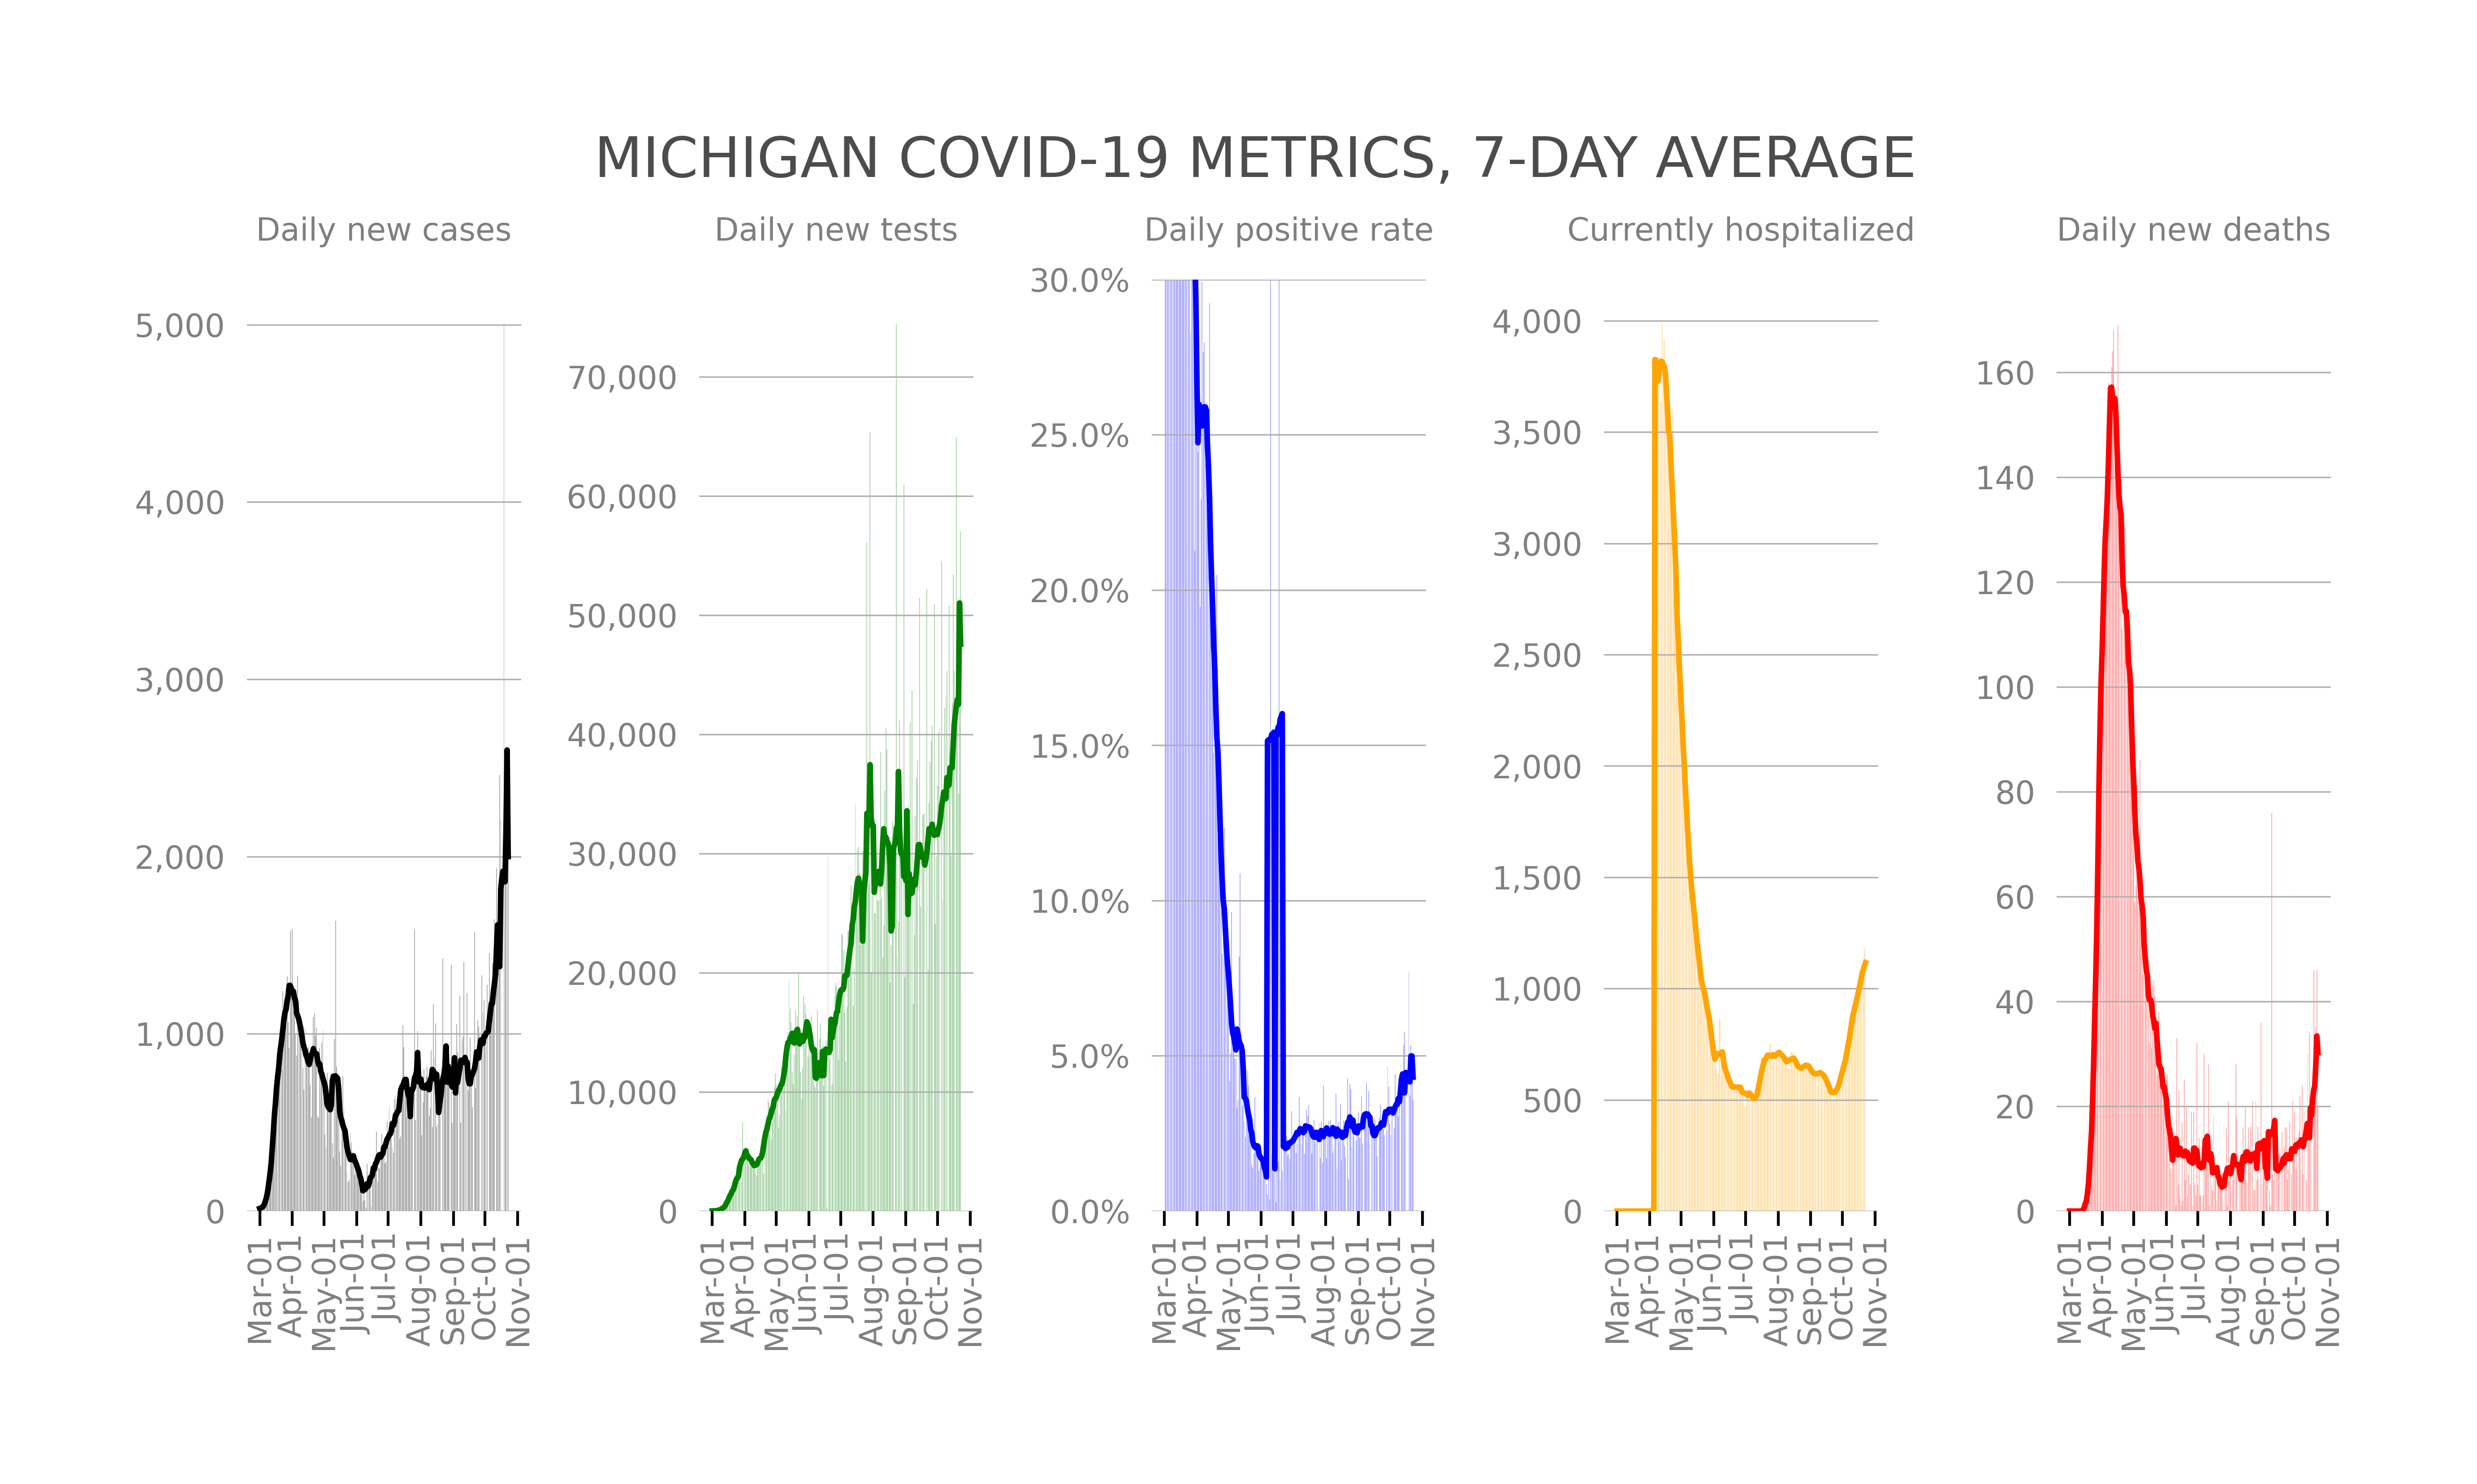 MICHIGAN COVID-19 METRICS, 7-DAY AVERAGE
Daily new cases
5,000
4,000
3,000
2,000
1,000
0
Mar-01
Apr-01
May-01
Jun-01
Jul-01
Aug-01
Sep-01
Oct-01
Nov-01
Daily new tests
70,000
60,000
50,000
40,000
30,000
20,000
10,000
0
Mar-01
Apr-01
May-01
Jun-01
Jul-01
Aug-01
Sep-01
Oct-01
Nov-01
Daily positive rate
30.0%
25.0%
20.0%
15.0%
10.0%
5.0%
0.0%
Mar-01
Apr-01
May-01
Jun-01
Jul-01
Aug-01
Sep-01
Oct-01
Nov-01
Currently hospitalized
4,000
3,500
3,000
2,500
2,000
1,500
1,000
500
0
Mar-01
Apr-01
May-01
Jun-01
Jul-01
Aug-01
Sep-01
Oct-01
Nov-01
Daily new deaths
160
140
120
100
80
60
40
20
0
Mar-01
Apr-01
May-01
Jun-01
Jul-01
Aug-01
Sep-01
Oct-01
Nov-01